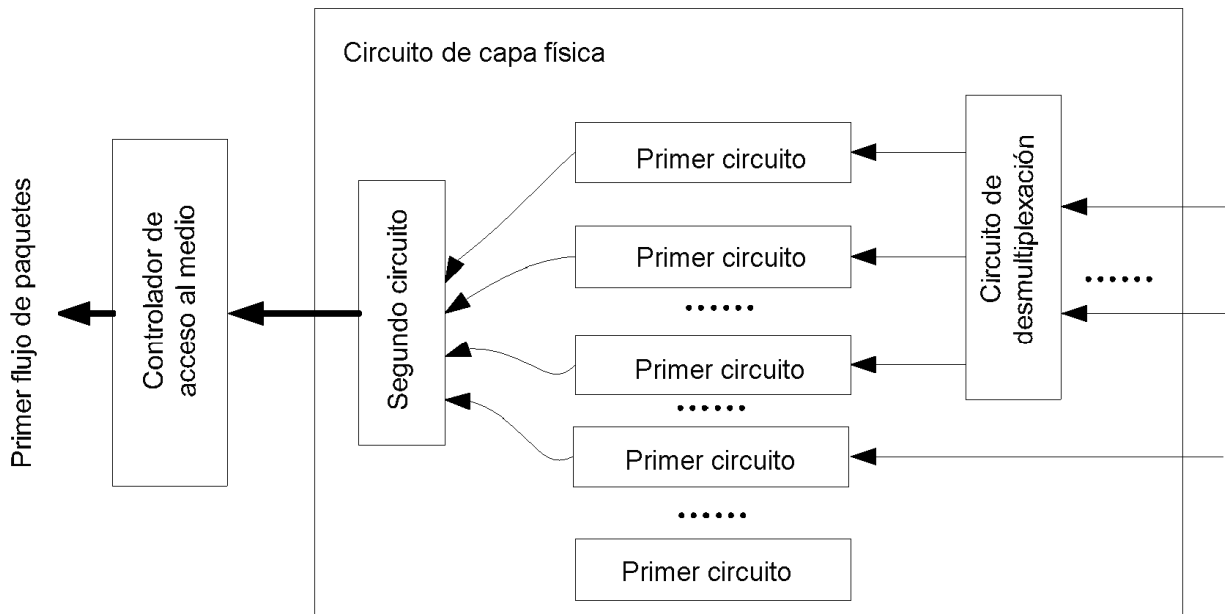 Circuito de capa física
Primer flujo de paquetes
Controlador de
acceso al medio
Segundo circuito
Primer circuito
Primer circuito
Primer circuito
Primer circuito
Primer circuito
Circuito de
desmultiplexación